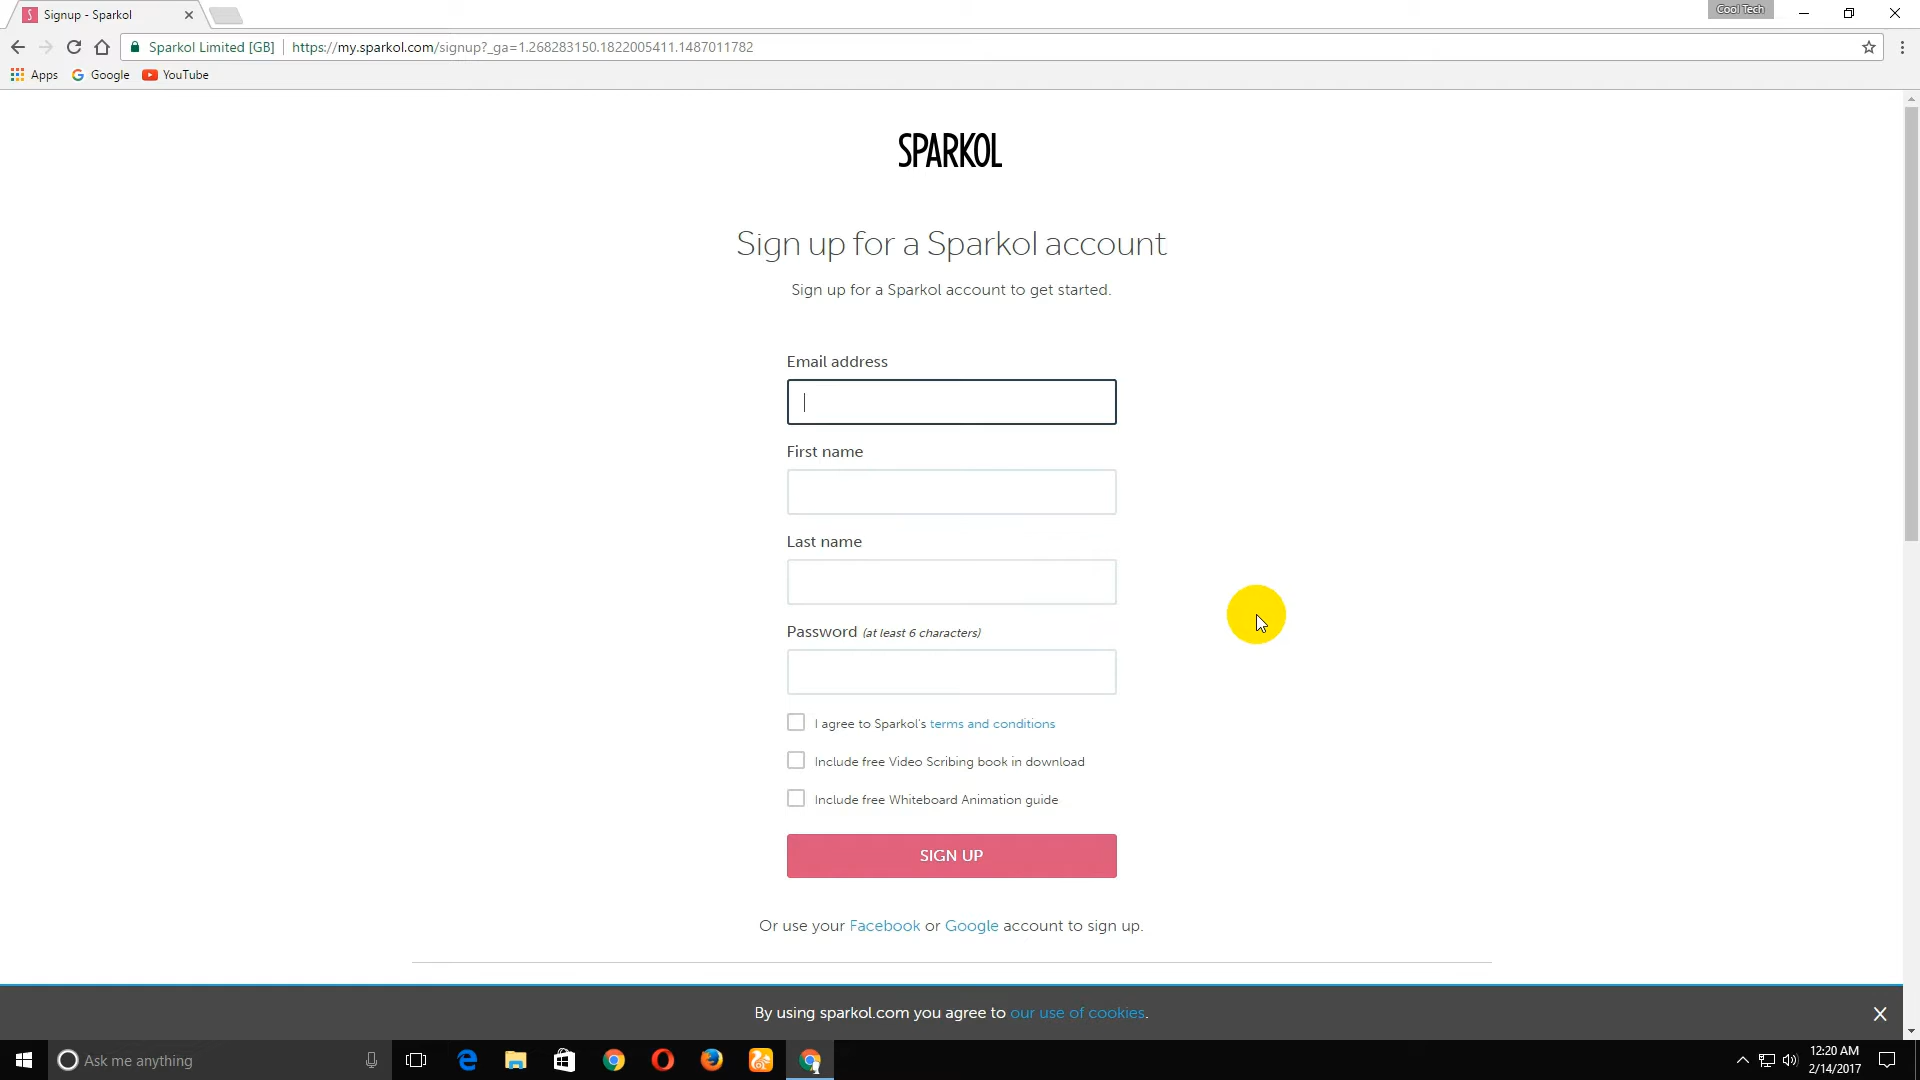 Signup - Sparkol
Cool Tech
Sparkol Limited [GB]
https://my.sparkol.com/signup?_ga=1.268283150.1822005411.1487011782
Apps
Google
YouTube
SPARKOL
Sign up for a Sparkol account
Sign up for a Sparkol account to get started.
Email address
First name
Last name
Password (at least 6 characters)
I agree to Sparkol's terms and conditions
Include free Video Scribing book in download
Include free Whiteboard Animation guide
SIGN UP
Or use your Facebook or Google account to sign up.
By using sparkol.com you agree to our use of cookies.
Ask me anything
12:20 AM
2/14/2017